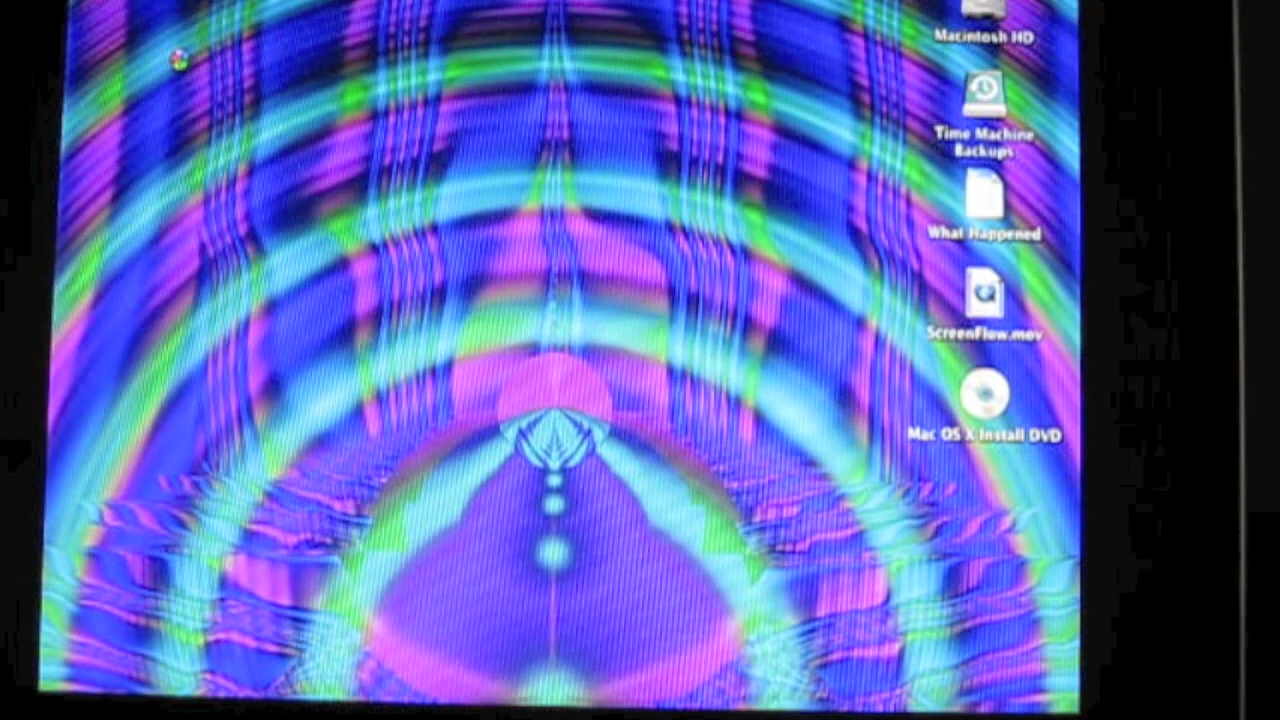 Macintosh HD
Time Machine
Backups
What Happened
ScreenFlow.mov
Mac OS X Install DVD